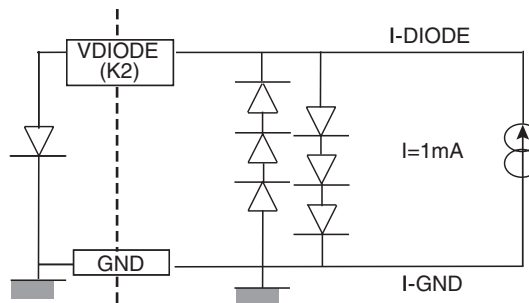 I-DIODE
VDIODE
(K2)
I=1mA
GND
I-GND